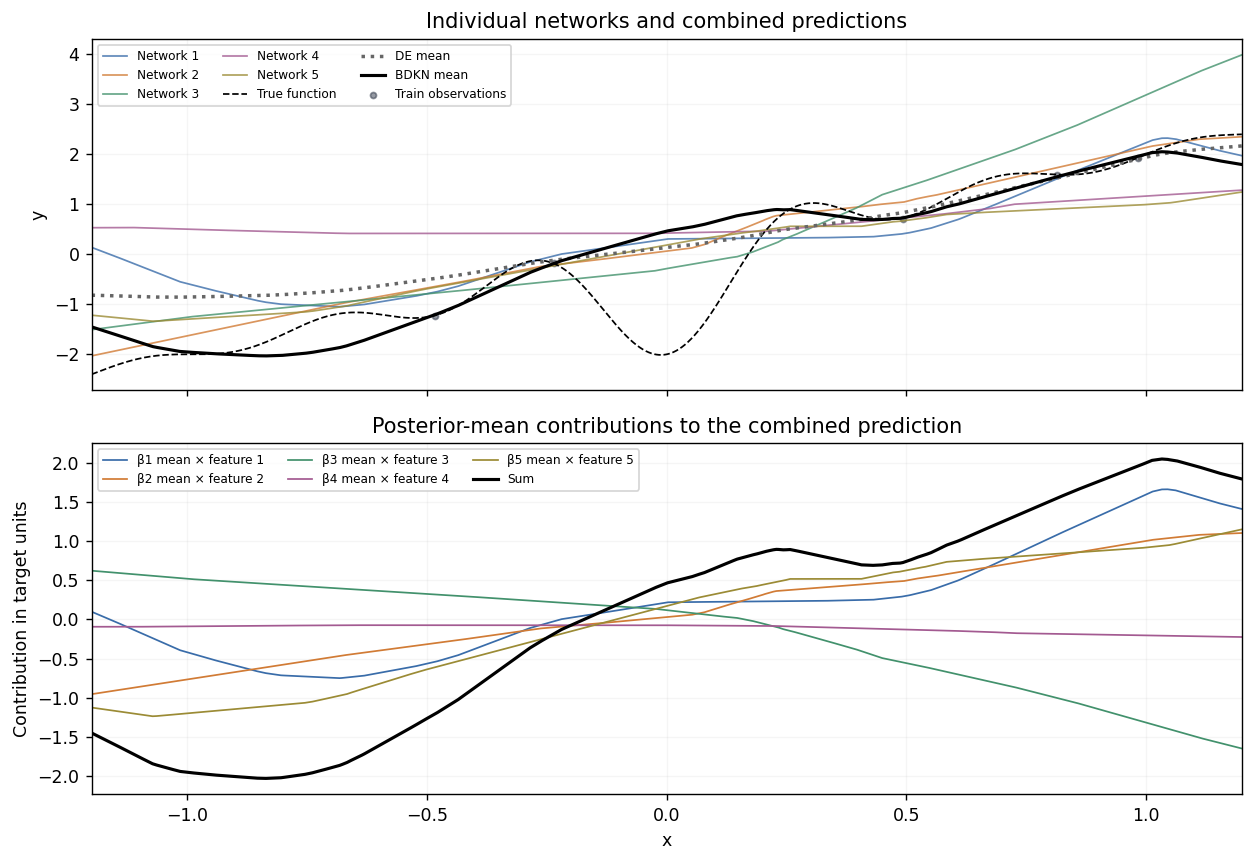 Individual networks and combined predictions
Network 1 Network 4 DE mean
Network 2 Network 5 BDKN mean
Network 3 True function Train observations
4
3
2
1
0
−1
−2
y
Posterior-mean contributions to the combined prediction
β1 mean × feature 1 β3 mean × feature 3 β5 mean × feature 5
β2 mean × feature 2 β4 mean × feature 4 Sum
2.0
1.5
1.0
0.5
0.0
−0.5
−1.0
−1.5
−2.0
Contribution in target units
−1.0 −0.5 0.0 0.5 1.0
x